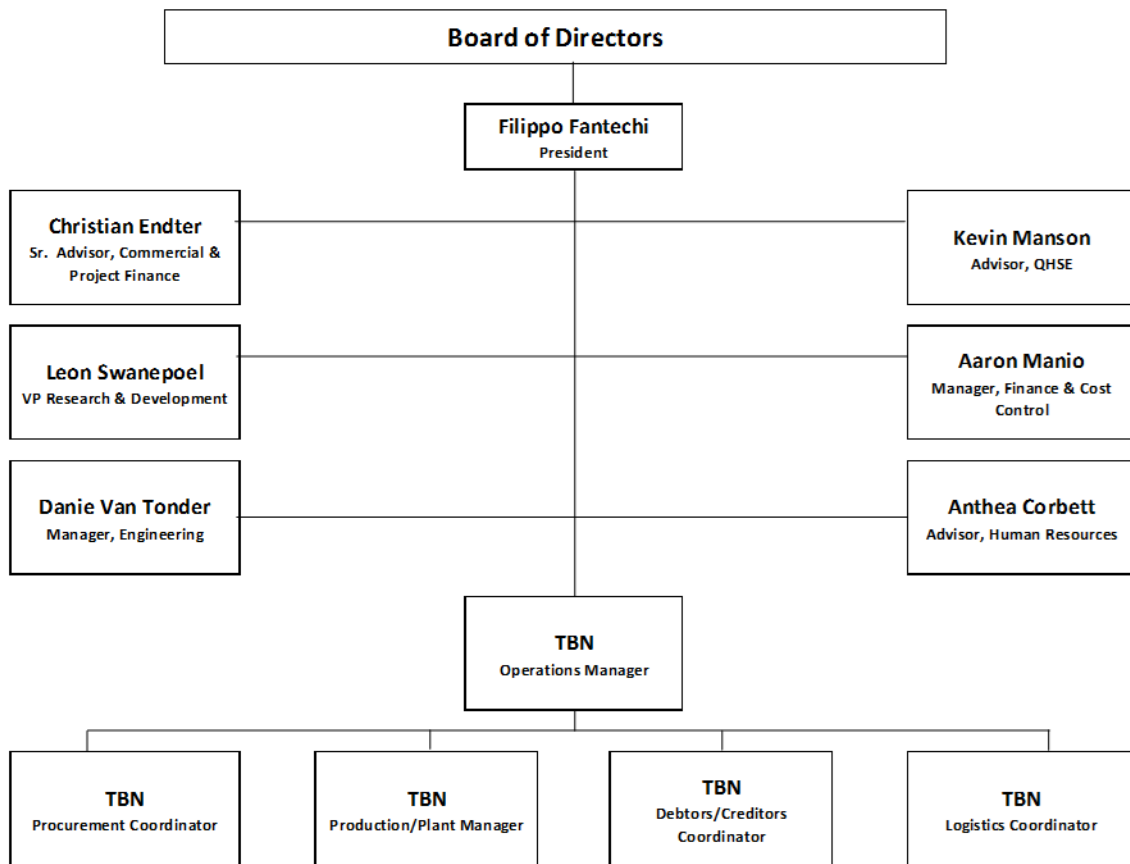 Board of Directors
Filippo Fantechi
President
Christian Endter
Sr. Advisor, Commercial &
Project Finance
Kevin Manson
Advisor, QHSE
Leon Swanepoel
VP Research & Development
Aaron Manio
Manager, Finance & Cost
Control
Danie Van Tonder
Manager, Engineering
Anthea Corbett
Advisor, Human Resources
TBN
Operations Manager
TBN
Procurement Coordinator
TBN
Production/Plant Manager
TBN
Debtors/Creditors
Coordinator
TBN
Logistics Coordinator